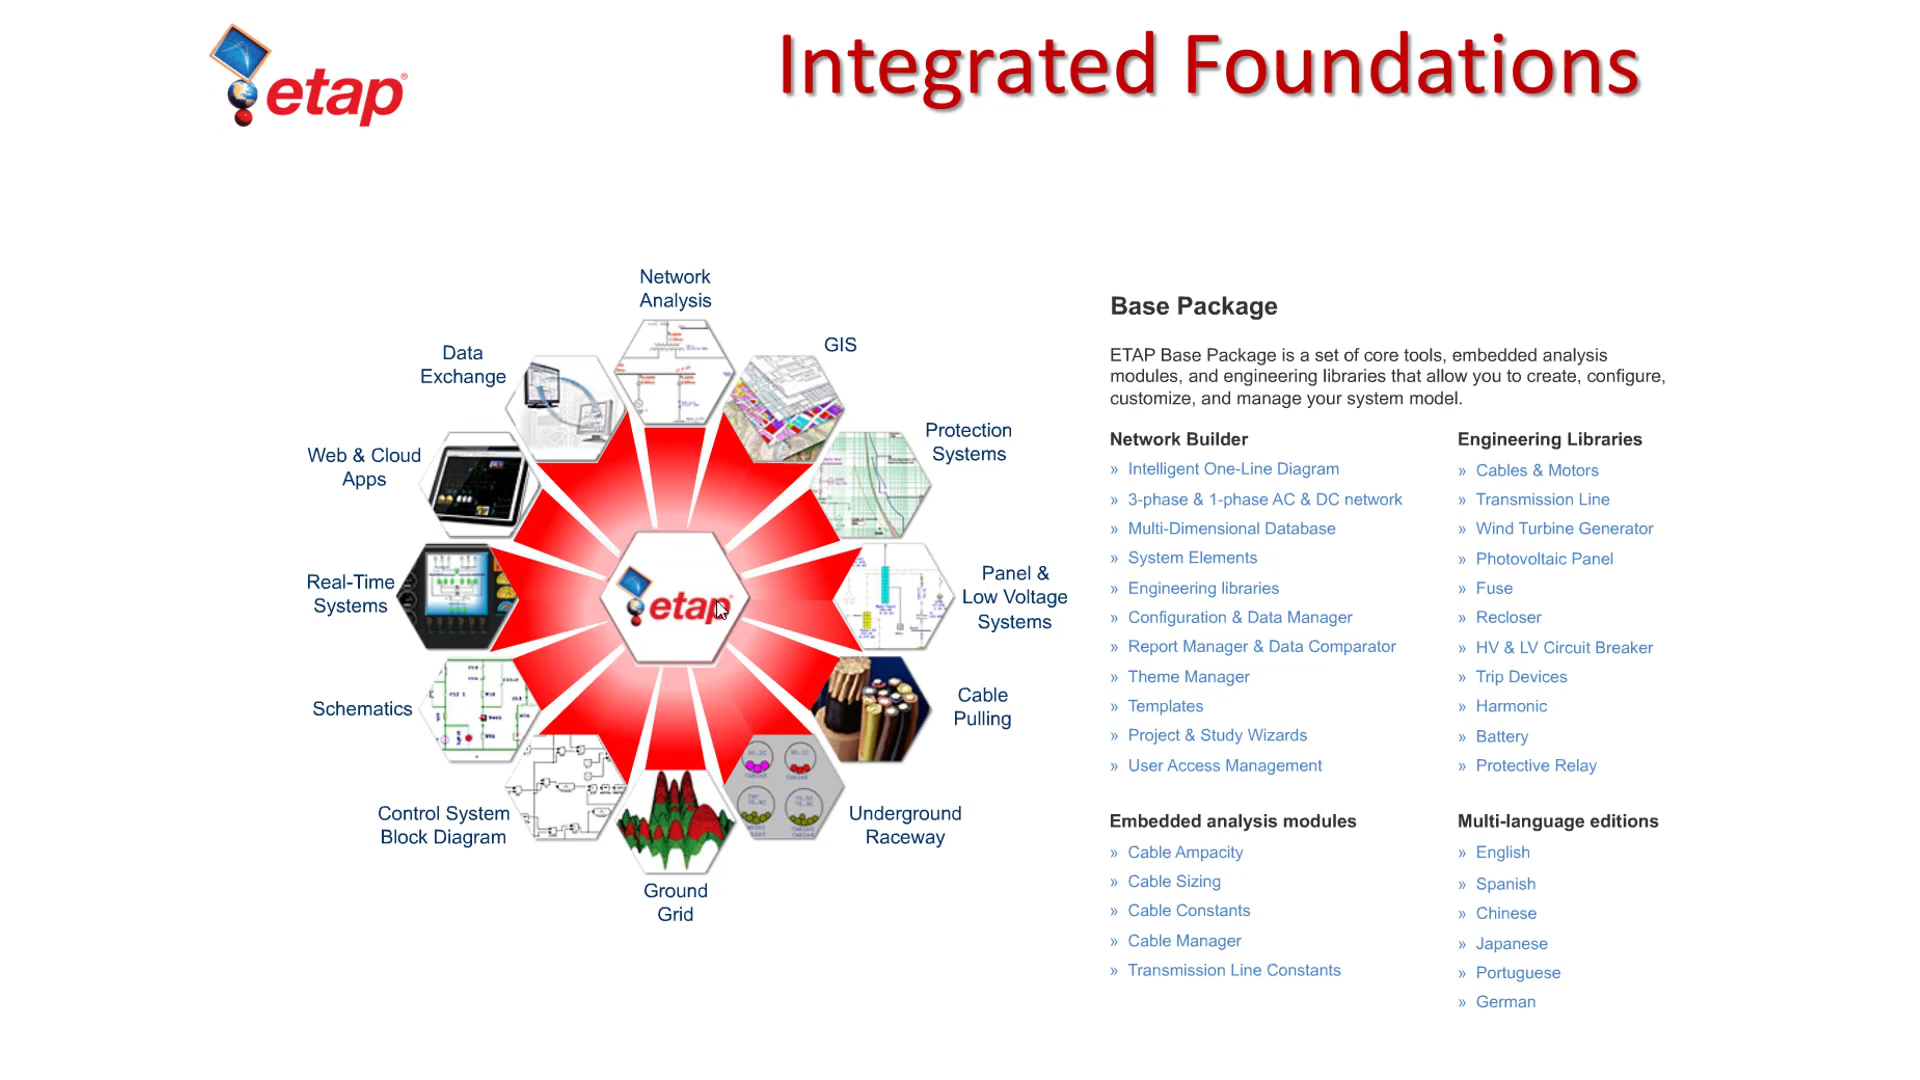 etap®
Integrated Foundations
Network
Analysis
GIS
Data
Exchange
Protection
Systems
Web & Cloud
Apps
Real-Time
Systems
etap
Panel &
Low Voltage
Systems
Schematics
Cable
Pulling
Control System
Block Diagram
Underground
Raceway
Ground
Grid
Base Package
ETAP Base Package is a set of core tools, embedded analysis
modules, and engineering libraries that allow you to create, configure,
customize, and manage your system model.
Network Builder
» Intelligent One-Line Diagram
» 3-phase & 1-phase AC & DC network
» Multi-Dimensional Database
» System Elements
» Engineering libraries
» Configuration & Data Manager
» Report Manager & Data Comparator
» Theme Manager
» Templates
» Project & Study Wizards
» User Access Management
Engineering Libraries
» Cables & Motors
» Transmission Line
» Wind Turbine Generator
» Photovoltaic Panel
» Fuse
» Recloser
» HV & LV Circuit Breaker
» Trip Devices
» Harmonic
» Battery
» Protective Relay
Embedded analysis modules
» Cable Ampacity
» Cable Sizing
» Cable Constants
» Cable Manager
» Transmission Line Constants
Multi-language editions
» English
» Spanish
» Chinese
» Japanese
» Portuguese
» German